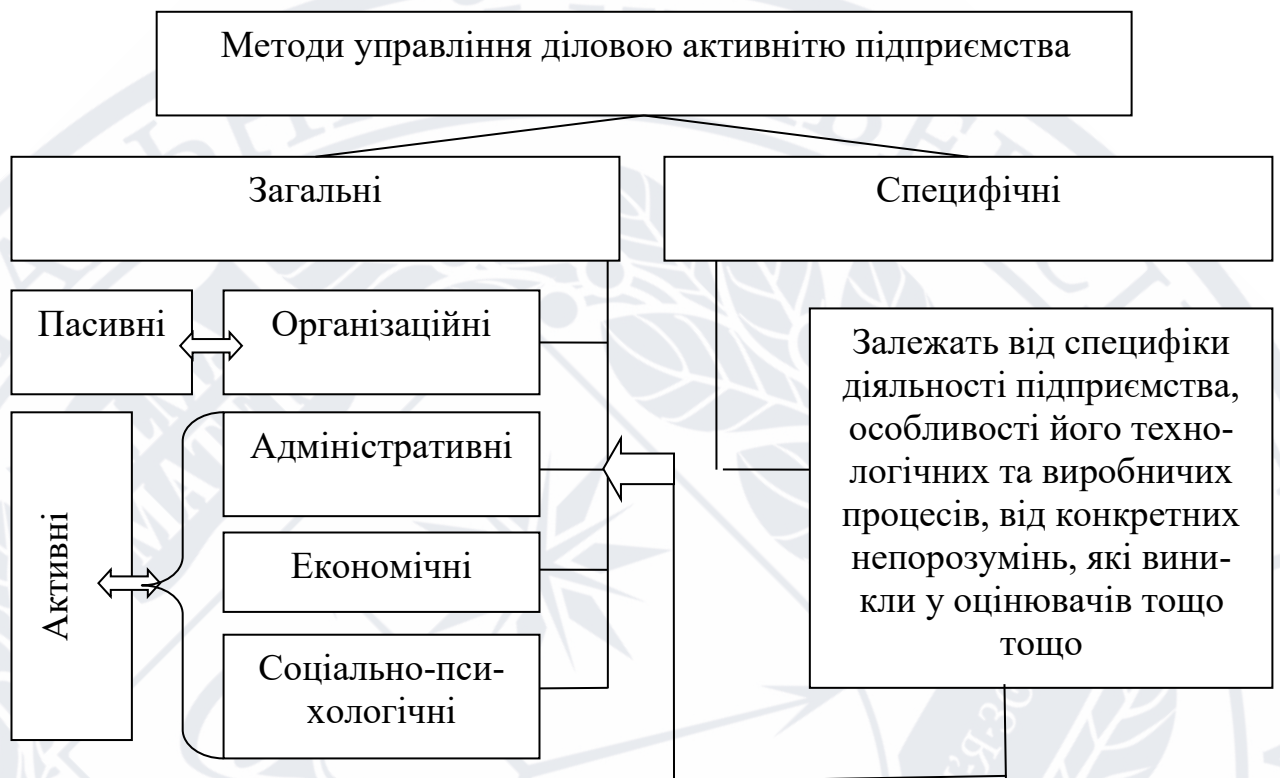 Методи управління діловою активнітю підприємства
Загальні
Специфічні
Пасивні
Організаційні
Адміністративні
Економічні
Соціально-пси-
хологічні
Активні
Залежать від специфіки
діяльності підприємства,
особливості його техно-
логічних та виробничих
процесів, від конкретних
непорозумінь, які вини-
кли у оцінювачів тощо
тощо